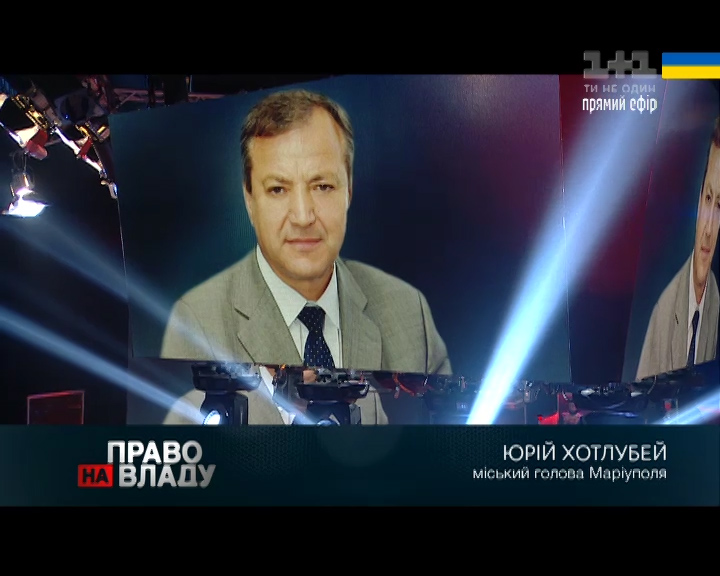 1+1
ТИ НЕ ОДИН
ПРЯМИЙ ЕФІР
ПРАВО
НА ВЛАДУ
ЮРІЙ ХОТЛУБЕЙ
міський голова Маріуполя